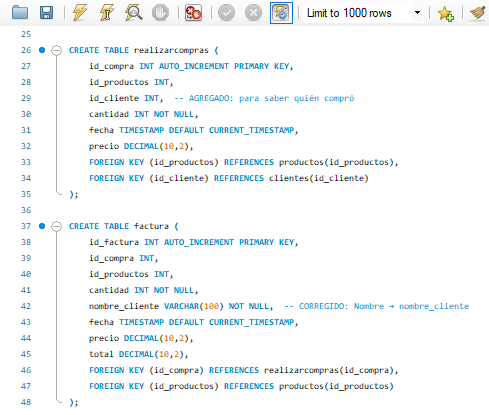 Limit to 1000 rows
25
26 CREATE TABLE realizarcompras (
27 id_compra INT AUTO_INCREMENT PRIMARY KEY,
28 id_productos INT,
29 id_cliente INT,  -- AGREGADO: para saber quién compró
30 cantidad INT NOT NULL,
31 fecha TIMESTAMP DEFAULT CURRENT_TIMESTAMP,
32 precio DECIMAL(10,2),
33 FOREIGN KEY (id_productos) REFERENCES productos(id_productos),
34 FOREIGN KEY (id_cliente) REFERENCES clientes(id_cliente)
35 );
36
37 CREATE TABLE factura (
38 id_factura INT AUTO_INCREMENT PRIMARY KEY,
39 id_compra INT,
40 id_productos INT,
41 cantidad INT NOT NULL,
42 nombre_cliente VARCHAR(100) NOT NULL,  -- CORREGIDO: Nombre → nombre_cliente
43 fecha TIMESTAMP DEFAULT CURRENT_TIMESTAMP,
44 precio DECIMAL(10,2),
45 total DECIMAL(10,2),
46 FOREIGN KEY (id_compra) REFERENCES realizarcompras(id_compra),
47 FOREIGN KEY (id_productos) REFERENCES productos(id_productos)
48 );